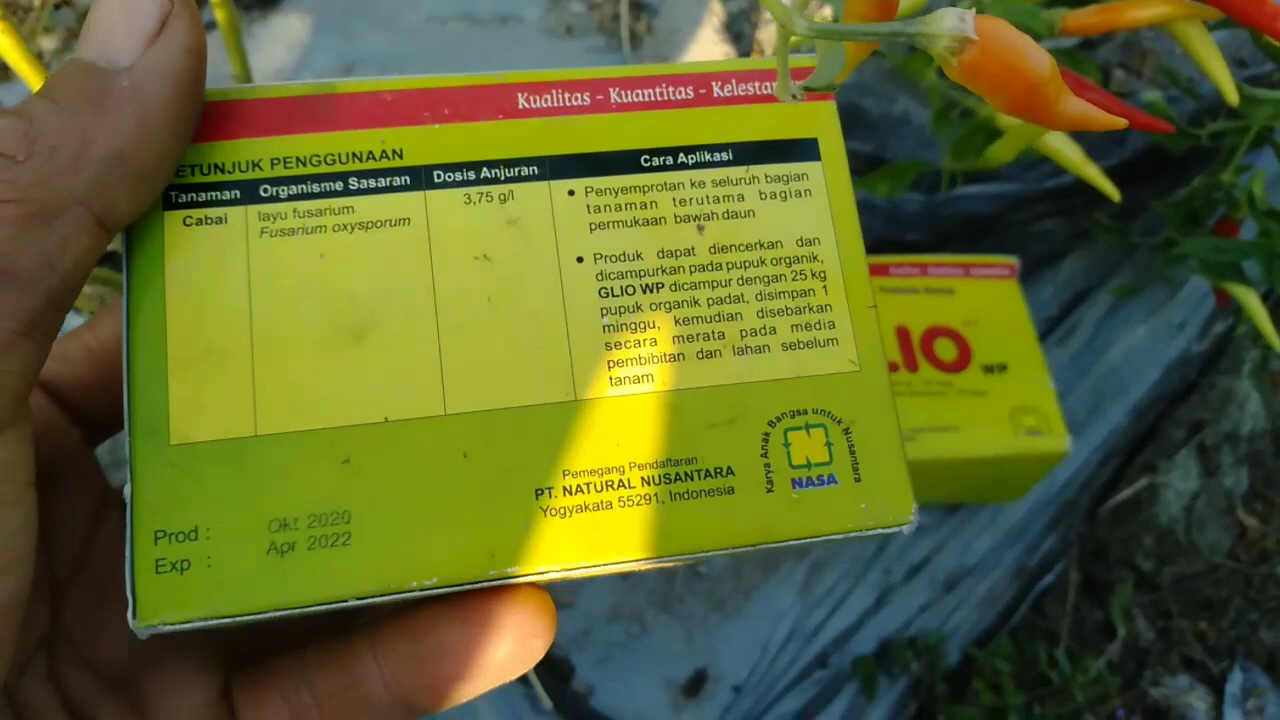 Kualitas - Kuantitas - Kelestar
ETUNJUK PENGGUNAAN
Tanaman Organisme Sasaran Dosis Anjuran Cara Aplikasi
Cabai
layu fusarium
Fusarium oxysporum
3,75 g/l
• Penyemprotan ke seluruh bagian
tanaman terutama bagian
permukaan bawah daun
• Produk dapat diencerkan dan
dicampurkan pada pupuk organik,
GLIO WP dicampur dengan 25 kg
pupuk organik padat, disimpan 1
minggu, kemudian disebarkan
secara merata pada media
pembibitan dan lahan sebelum
tanam
Pemegang Pendaftaran :
PT. NATURAL NUSANTARA
Yogyakata 55291, Indonesia
Karya Anak Bangsa untuk Nusantara
N
NASA
Prod : Okt 2020
Exp : Apr 2022
LIO
WP